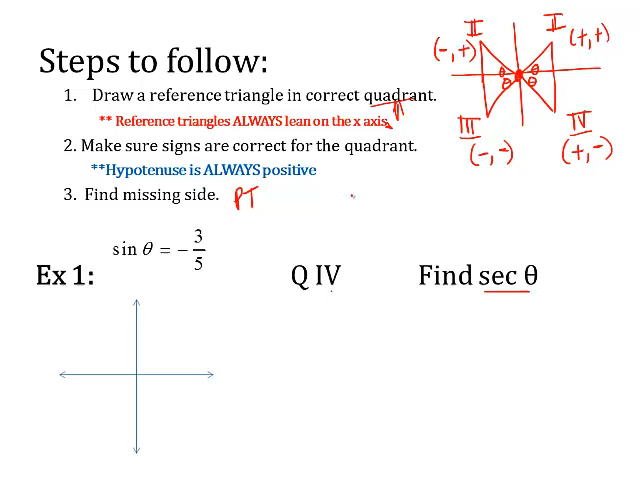 Steps to follow:
1. Draw a reference triangle in correct quadrant.
** Reference triangles ALWAYS lean on the x axis.
2. Make sure signs are correct for the quadrant.
**Hypotenuse is ALWAYS positive
3. Find missing side. PT
II I
(-, +) (+, +)
θ θ
θ θ
III IV
(-, -) (+, -)
sin θ = - 3/5
Ex 1: Q IV Find sec θ